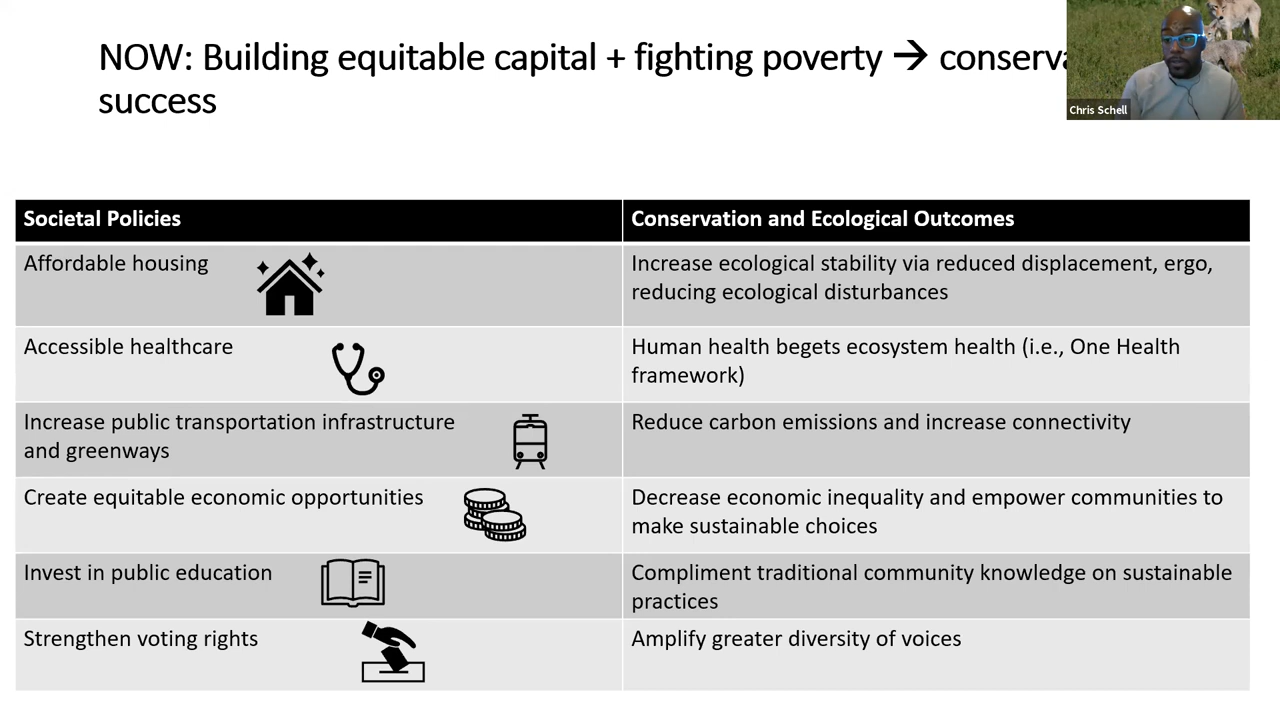 NOW: Building equitable capital + fighting poverty → conserva
success
Chris Schell
Societal Policies
Conservation and Ecological Outcomes
Affordable housing
Increase ecological stability via reduced displacement, ergo,
reducing ecological disturbances
Accessible healthcare
Human health begets ecosystem health (i.e., One Health
framework)
Increase public transportation infrastructure
and greenways
Reduce carbon emissions and increase connectivity
Create equitable economic opportunities
Decrease economic inequality and empower communities to
make sustainable choices
Invest in public education
Compliment traditional community knowledge on sustainable
practices
Strengthen voting rights
Amplify greater diversity of voices